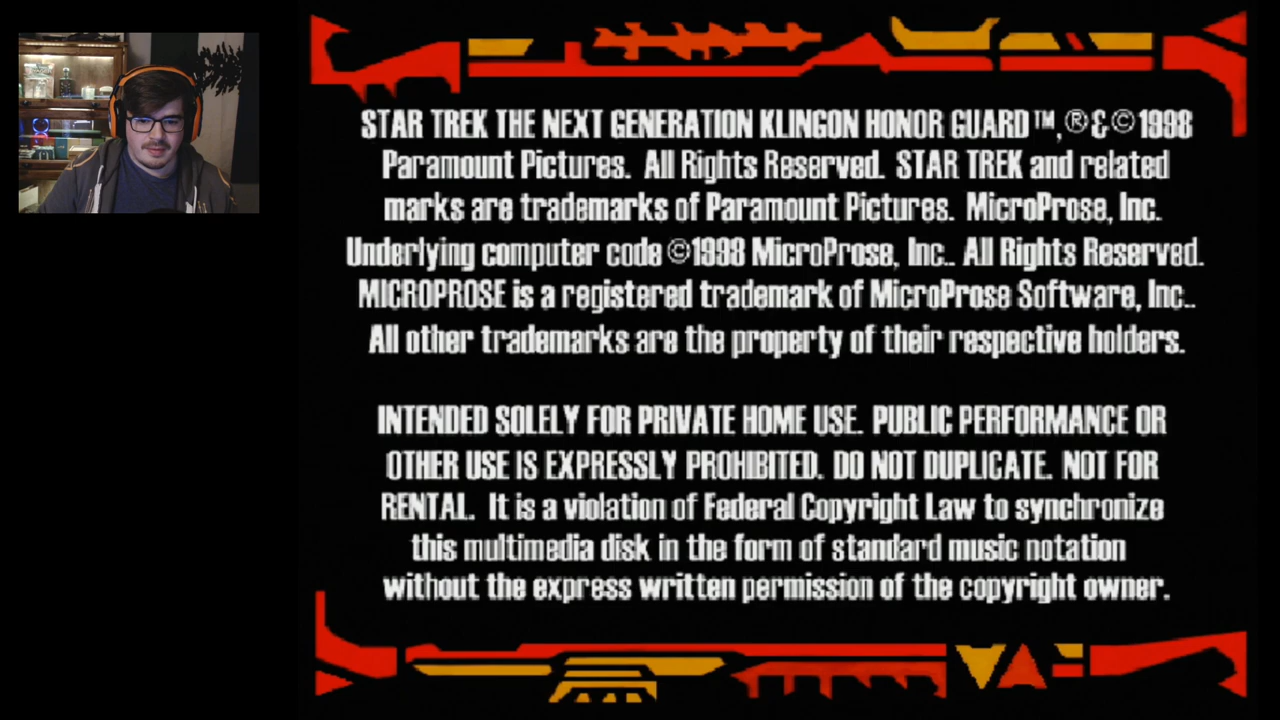 STAR TREK THE NEXT GENERATION KLINGON HONOR GUARD™,®&©1998
Paramount Pictures. All Rights Reserved. STAR TREK and related
marks are trademarks of Paramount Pictures. MicroProse, Inc.
Underlying computer code ©1998 MicroProse, Inc.. All Rights Reserved.
MICROPROSE is a registered trademark of MicroProse Software, Inc..
All other trademarks are the property of their respective holders.
INTENDED SOLELY FOR PRIVATE HOME USE. PUBLIC PERFORMANCE OR
OTHER USE IS EXPRESSLY PROHIBITED. DO NOT DUPLICATE. NOT FOR
RENTAL. It is a violation of Federal Copyright Law to synchronize
this multimedia disk in the form of standard music notation
without the express written permission of the copyright owner.